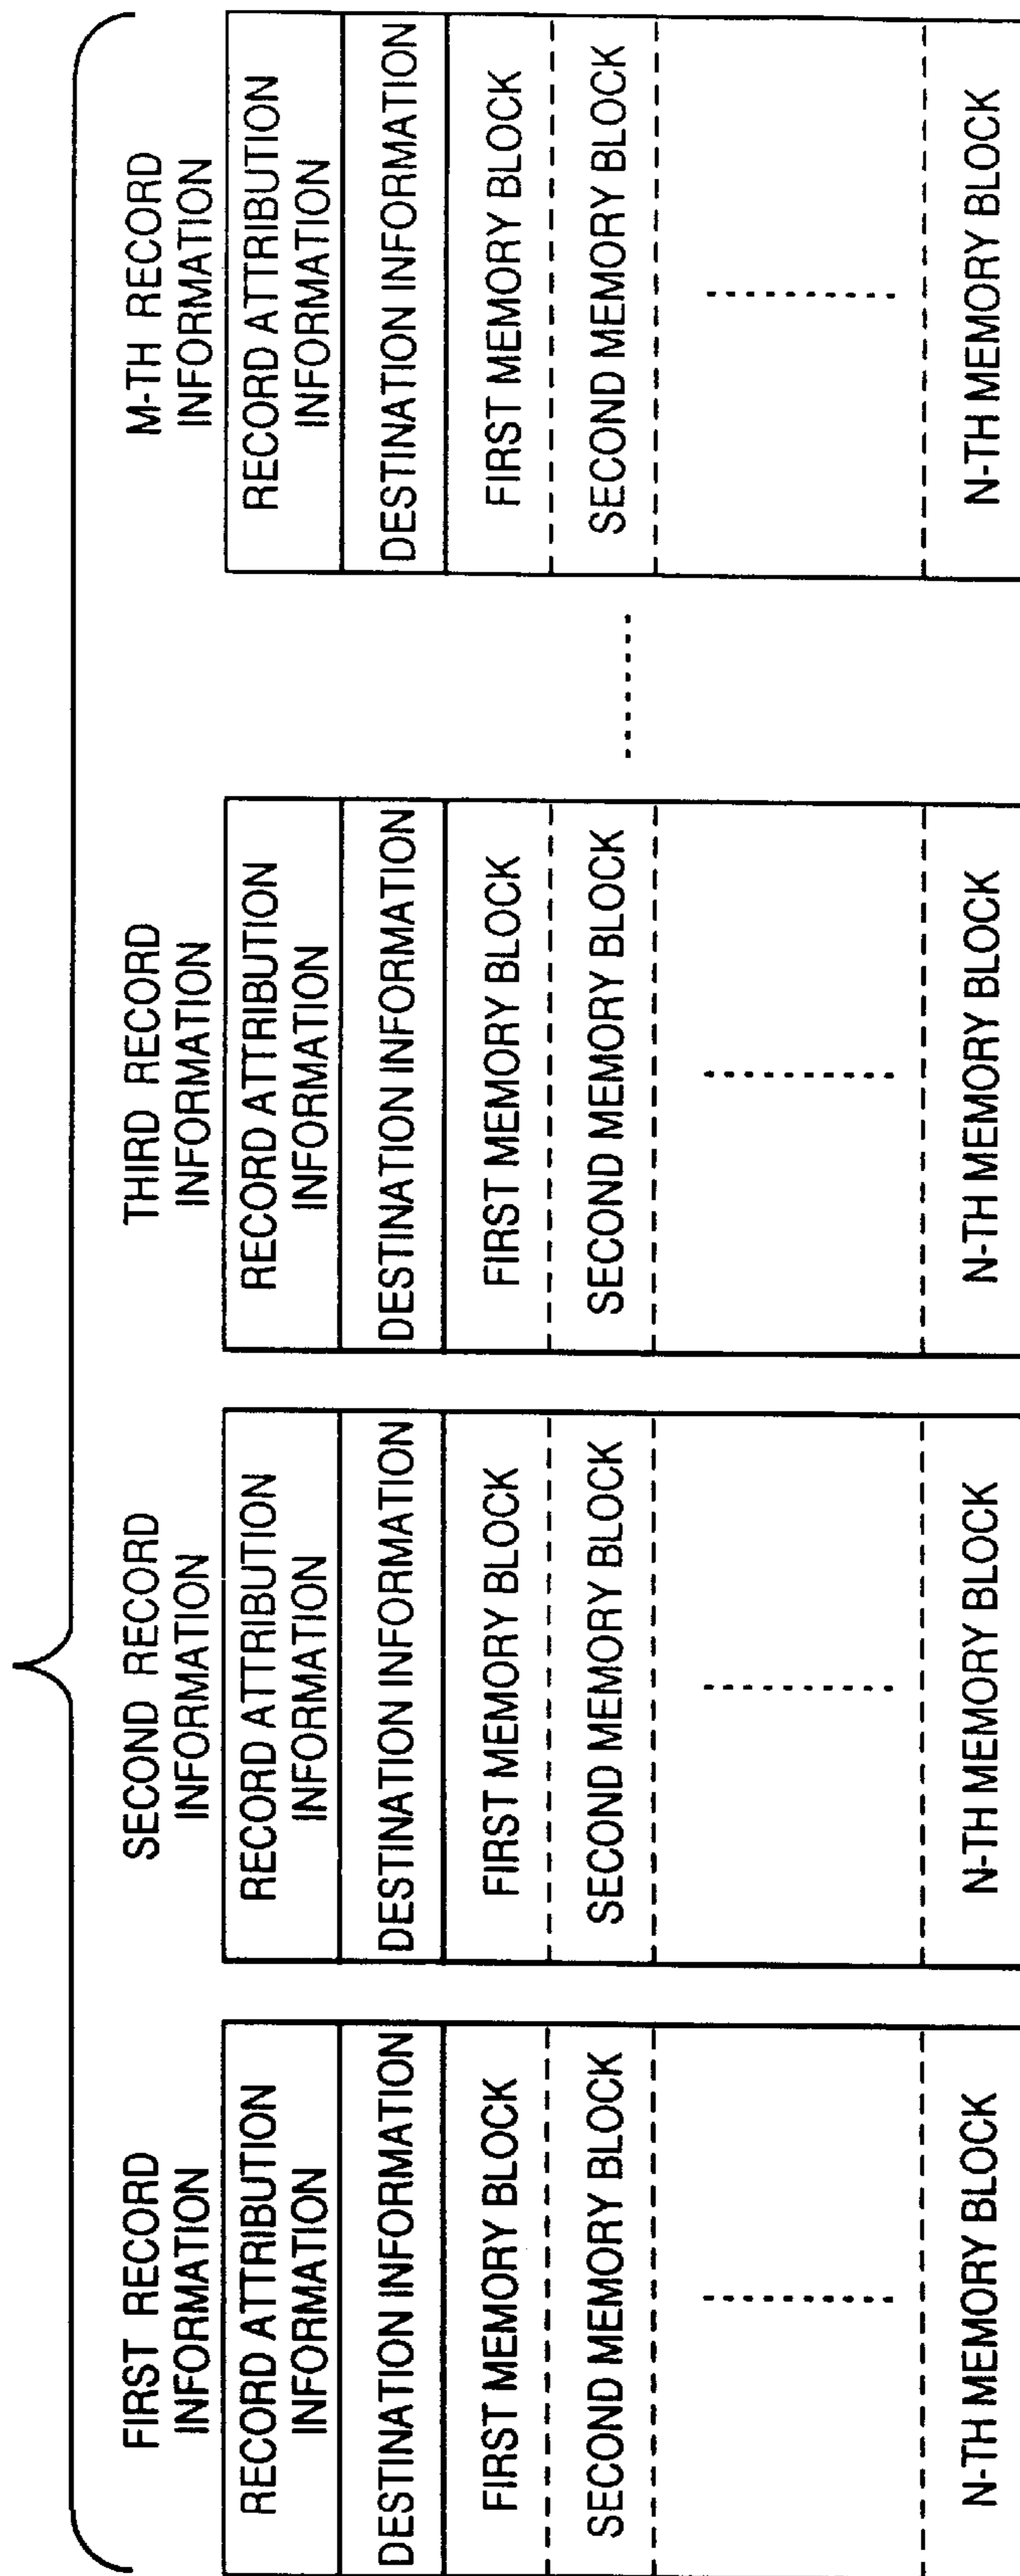 FIRST RECORD
INFORMATION
RECORD ATTRIBUTION
INFORMATION
DESTINATION INFORMATION
FIRST MEMORY BLOCK
SECOND MEMORY BLOCK
N-TH MEMORY BLOCK
SECOND RECORD
INFORMATION
RECORD ATTRIBUTION
INFORMATION
DESTINATION INFORMATION
FIRST MEMORY BLOCK
SECOND MEMORY BLOCK
N-TH MEMORY BLOCK
THIRD RECORD
INFORMATION
RECORD ATTRIBUTION
INFORMATION
DESTINATION INFORMATION
FIRST MEMORY BLOCK
SECOND MEMORY BLOCK
N-TH MEMORY BLOCK
M-TH RECORD
INFORMATION
RECORD ATTRIBUTION
INFORMATION
DESTINATION INFORMATION
FIRST MEMORY BLOCK
SECOND MEMORY BLOCK
N-TH MEMORY BLOCK